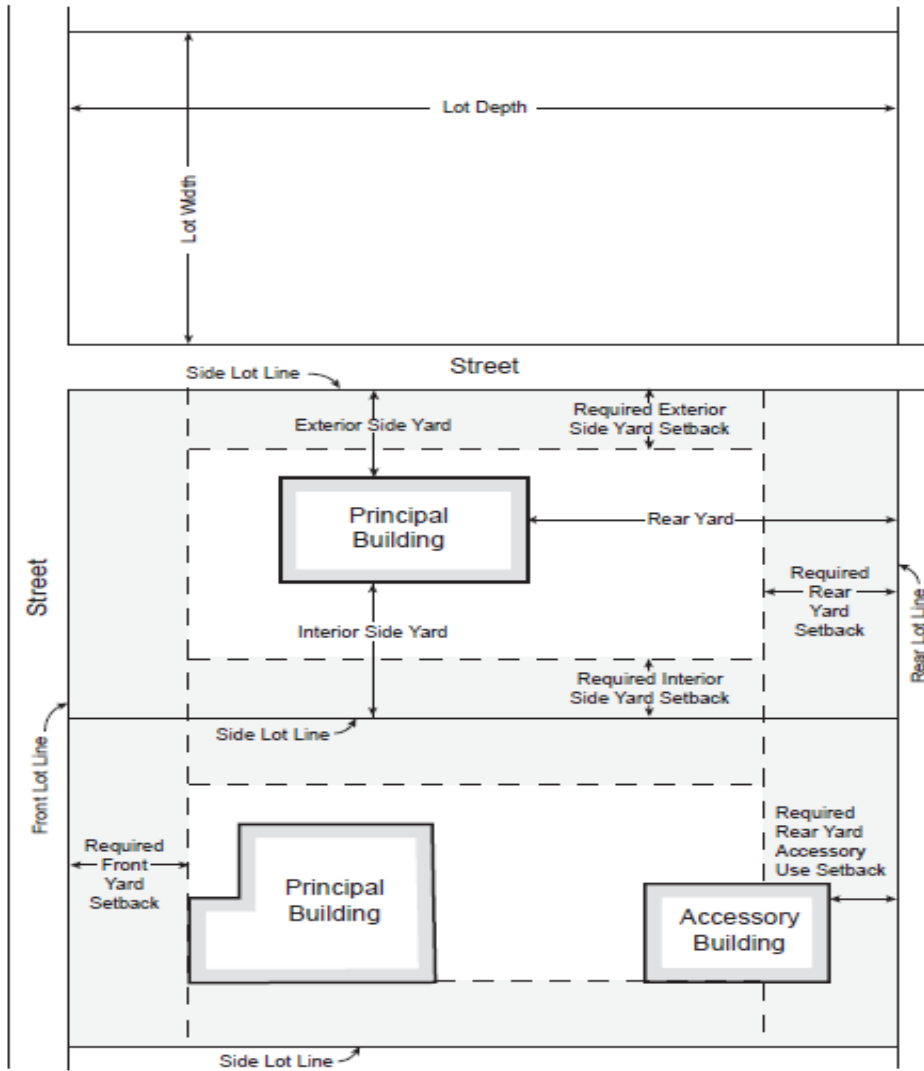 Lot Depth
Lot Width
Street
Side Lot Line
Exterior Side Yard
Required Exterior
Side Yard Setback
Principal
Building
Rear Yard
Street
Required
Rear
Yard
Setback
Rear Lot Line
Interior Side Yard
Required Interior
Side Yard Setback
Side Lot Line
Front Lot Line
Required
Front
Yard
Setback
Principal
Building
Required
Rear Yard
Accessory
Use Setback
Accessory
Building
Side Lot Line